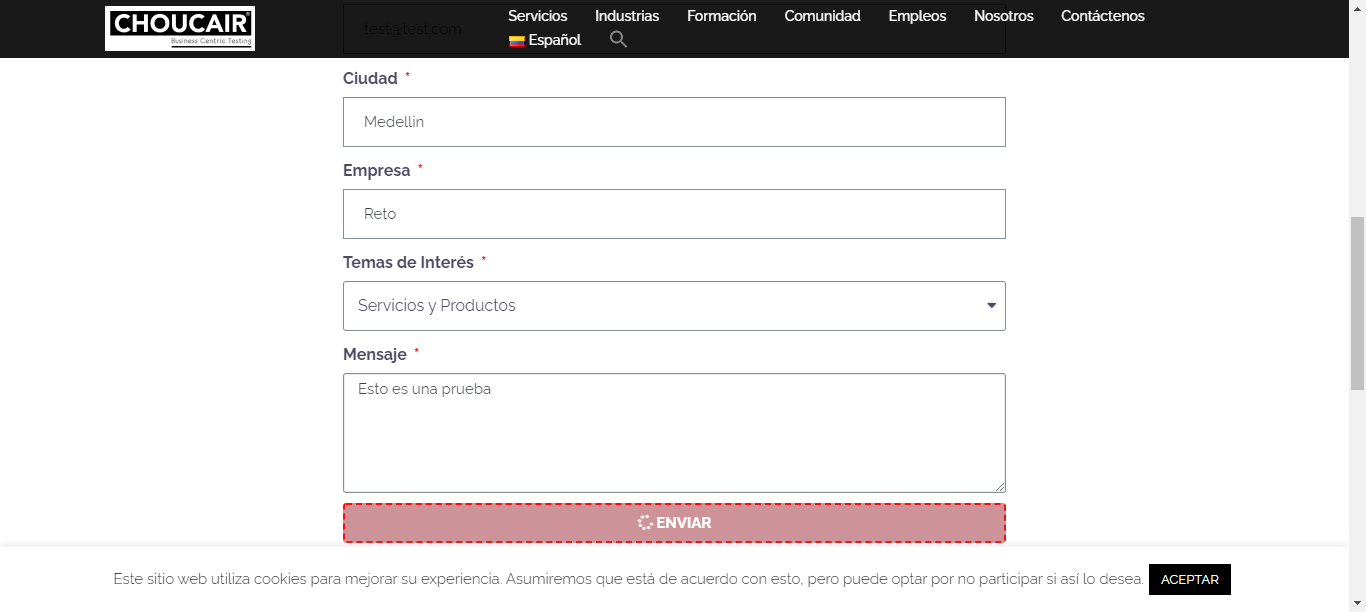 CHOUCAIR
Business Centric Testing
Servicios Industrias Formación Comunidad Empleos Nosotros Contáctenos
Español
test@test.com
Ciudad *
Medellin
Empresa *
Reto
Temas de Interés *
Servicios y Productos
Mensaje *
Esto es una prueba
ENVIAR
Este sitio web utiliza cookies para mejorar su experiencia. Asumiremos que está de acuerdo con esto, pero puede optar por no participar si así lo desea. ACEPTAR